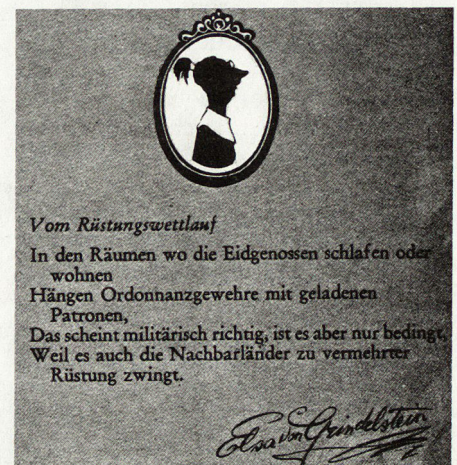 Vom Rüstungswettlauf
In den Räumen wo die Eidgenossen schlafen oder
wohnen
Hängen Ordonnanzgewehre mit geladenen
Patronen,
Das scheint militärisch richtig, ist es aber nur bedingt,
Weil es auch die Nachbarländer zu vermehrter
Rüstung zwingt.
Elsa von Grindelstein